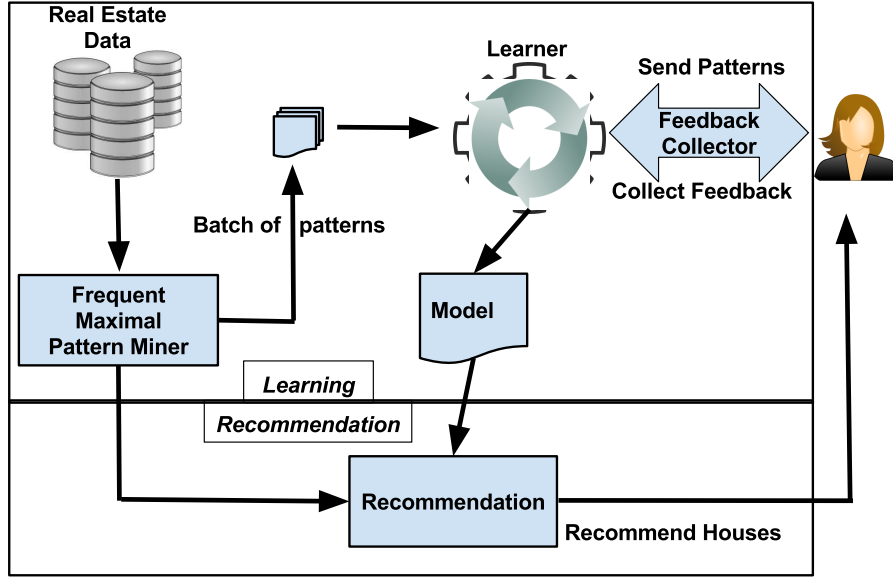 Real Estate
Data
Learner
Send Patterns
Feedback
Collector
Collect Feedback
Batch of patterns
Frequent
Maximal
Pattern Miner
Model
Learning
Recommendation
Recommendation
Recommend Houses